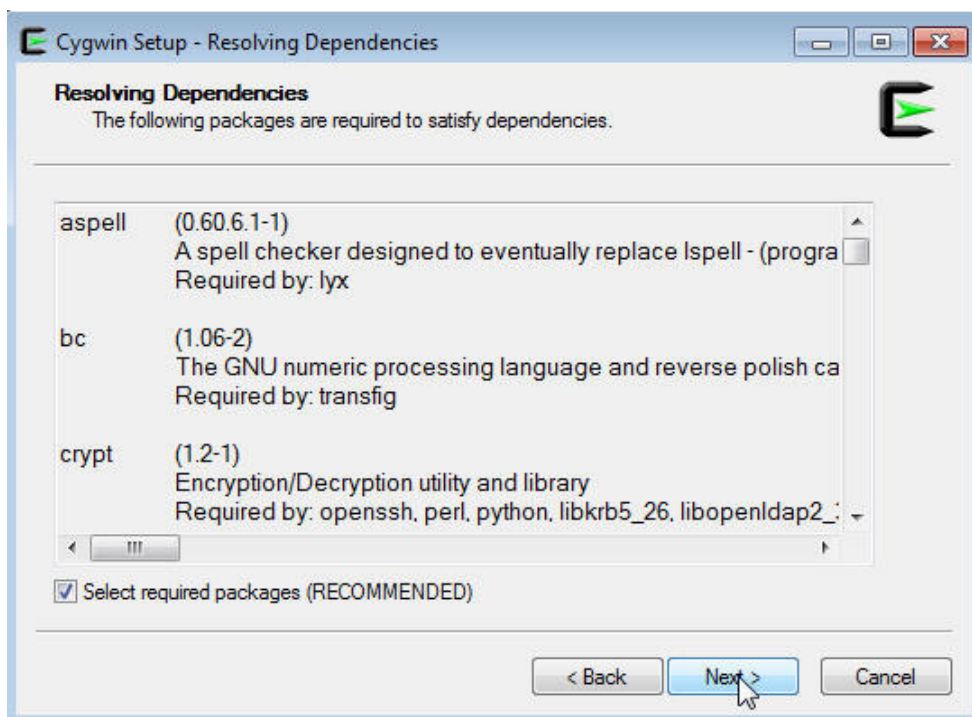 Cygwin Setup - Resolving Dependencies
Resolving Dependencies
The following packages are required to satisfy dependencies.
aspell (0.60.6.1-1)
A spell checker designed to eventually replace Ispell - (progra
Required by: lyx
bc (1.06-2)
The GNU numeric processing language and reverse polish ca
Required by: transfig
crypt (1.2-1)
Encryption/Decryption utility and library
Required by: openssh, perl, python, libkrb5_26, libopenldap2_
Select required packages (RECOMMENDED)
< Back Next > Cancel